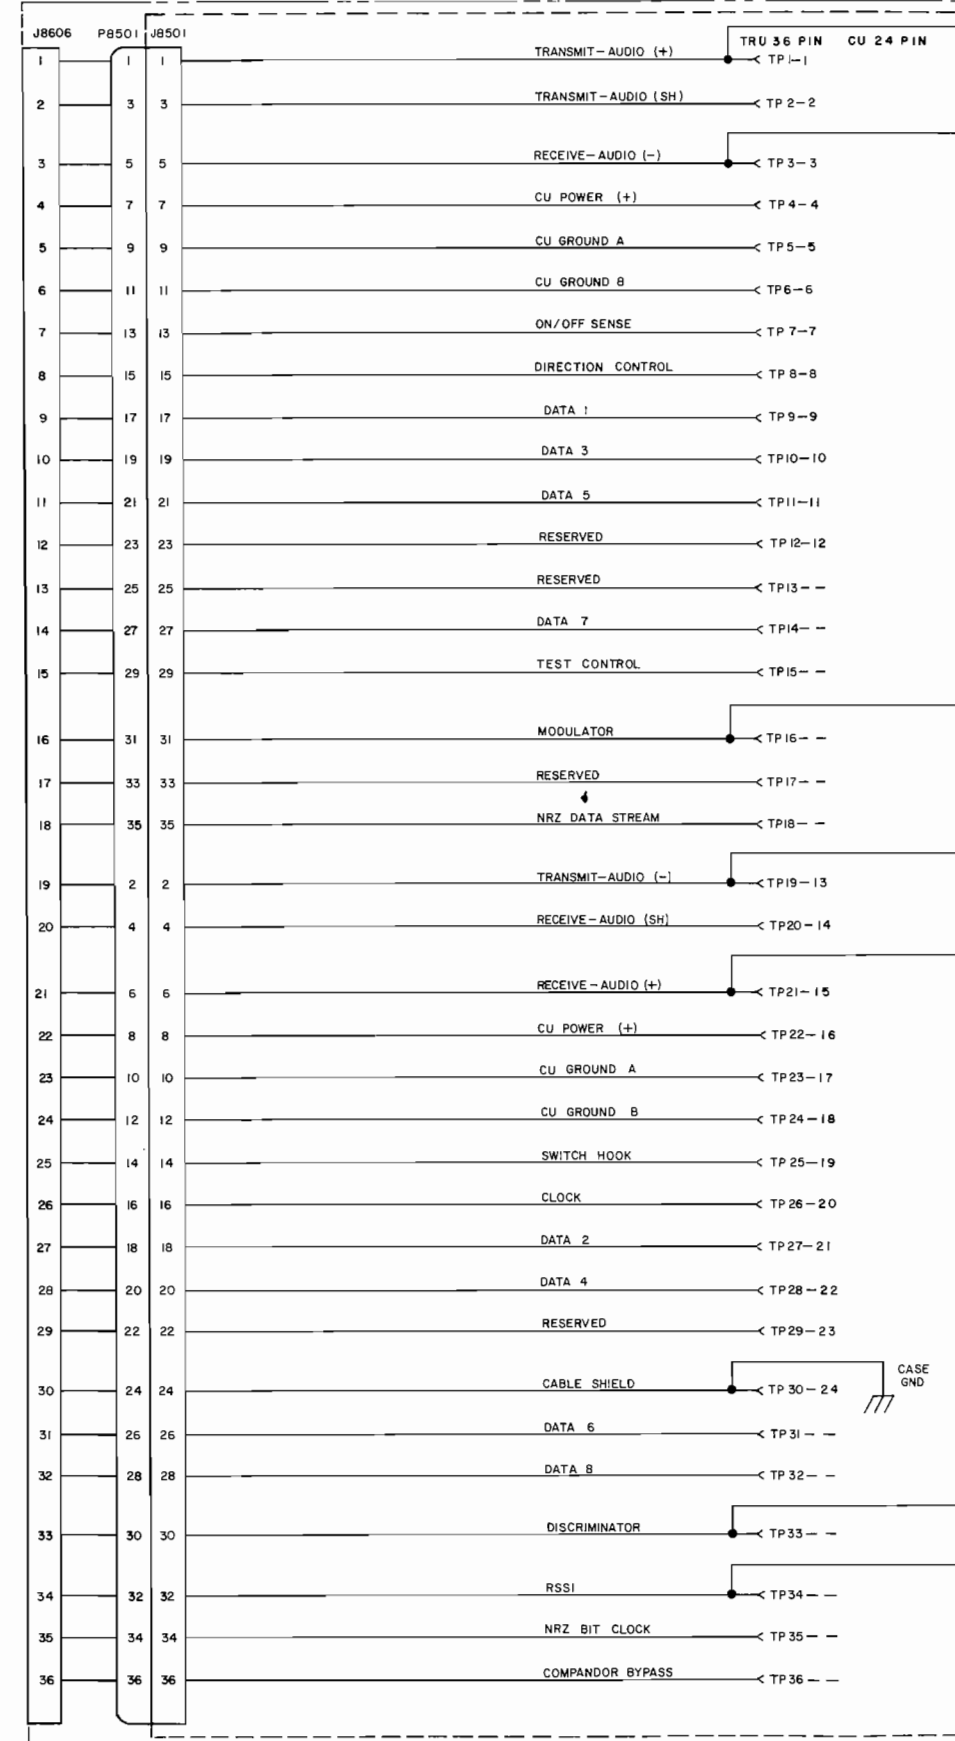 J8606 P8501 J8501
TRU 36 PIN CU 24 PIN
1 1 1 TRANSMIT-AUDIO (+) TP1-1
2 3 3 TRANSMIT-AUDIO (SH) TP2-2
3 5 5 RECEIVE-AUDIO (-) TP3-3
4 7 7 CU POWER (+) TP4-4
5 9 9 CU GROUND A TP5-5
6 11 11 CU GROUND B TP6-6
7 13 13 ON/OFF SENSE TP7-7
8 15 15 DIRECTION CONTROL TP8-8
9 17 17 DATA 1 TP9-9
10 19 19 DATA 3 TP10-10
11 21 21 DATA 5 TP11-11
12 23 23 RESERVED TP12-12
13 25 25 RESERVED TP13--
14 27 27 DATA 7 TP14--
15 29 29 TEST CONTROL TP15--
16 31 31 MODULATOR TP16--
17 33 33 RESERVED TP17--
18 35 35 NRZ DATA STREAM TP18--
19 2 2 TRANSMIT-AUDIO (-) TP19-13
20 4 4 RECEIVE-AUDIO (SH) TP20-14
21 6 6 RECEIVE-AUDIO (+) TP21-15
22 8 8 CU POWER (+) TP22-16
23 10 10 CU GROUND A TP23-17
24 12 12 CU GROUND B TP24-18
25 14 14 SWITCH HOOK TP25-19
26 16 16 CLOCK TP26-20
27 18 18 DATA 2 TP27-21
28 20 20 DATA 4 TP28-22
29 22 22 RESERVED TP29-23
30 24 24 CABLE SHIELD TP30-24 CASE
GND
31 26 26 DATA 6 TP31--
32 28 28 DATA 8 TP32--
33 30 30 DISCRIMINATOR TP33--
34 32 32 RSSI TP34--
35 34 34 NRZ BIT CLOCK TP35--
36 36 36 COMPANDOR BYPASS TP36--